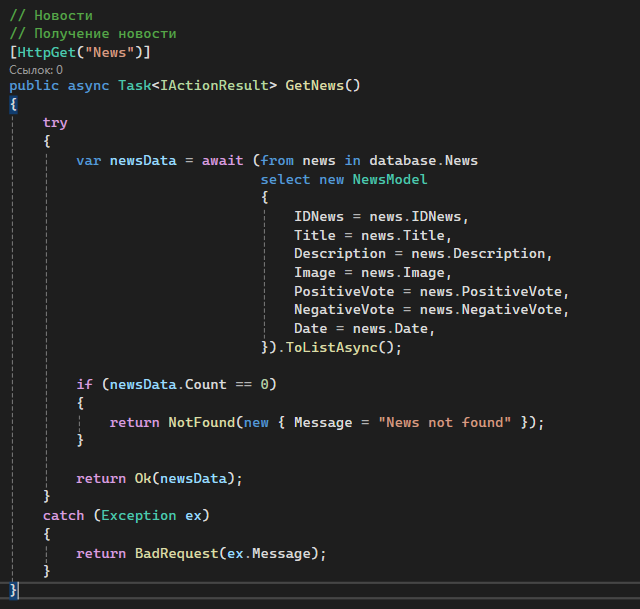 // Новости
// Получение новости
[HttpGet("News")]
Ссылок: 0
public async Task<IActionResult> GetNews()
{
try
{
var newsData = await (from news in database.News
select new NewsModel
{
IDNews = news.IDNews,
Title = news.Title,
Description = news.Description,
Image = news.Image,
PositiveVote = news.PositiveVote,
NegativeVote = news.NegativeVote,
Date = news.Date,
}).ToListAsync();
if (newsData.Count == 0)
{
return NotFound(new { Message = "News not found" });
}
return Ok(newsData);
}
catch (Exception ex)
{
return BadRequest(ex.Message);
}
}